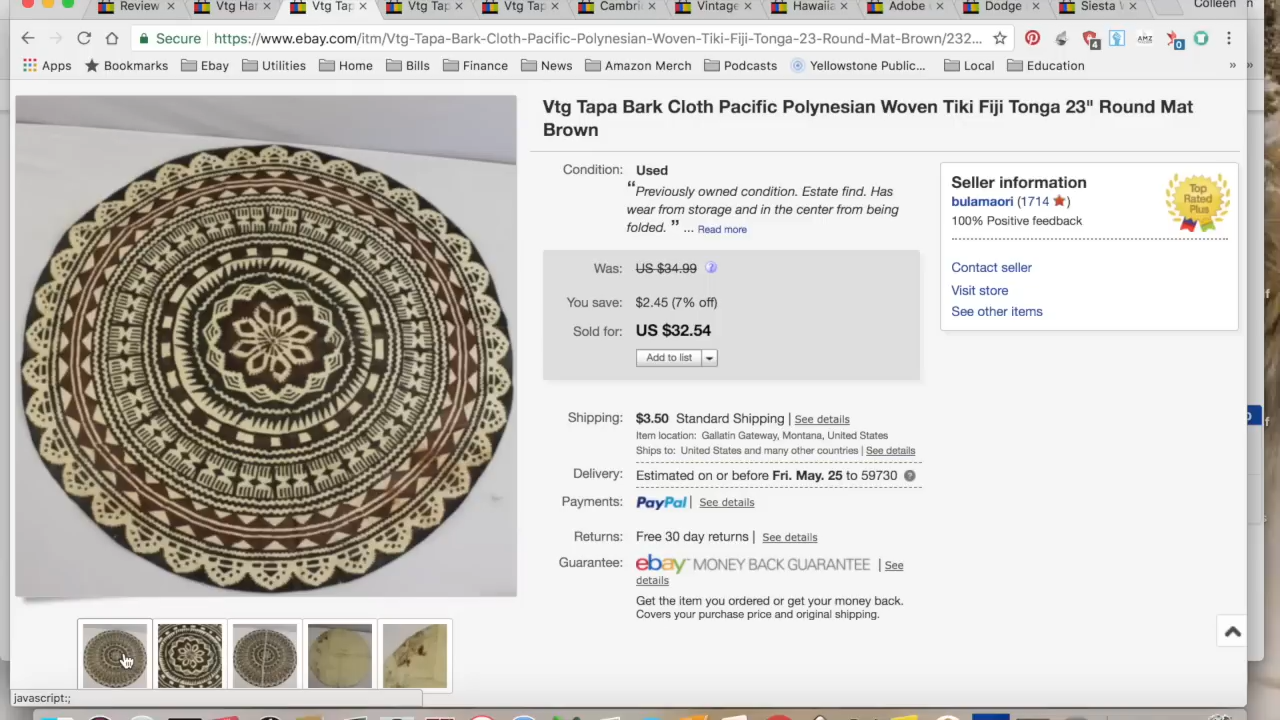 Review
Vtg Har
Vtg Tap
Vtg Tap
Vtg Tap
Cambri
Vintage
Hawaiia
Adobe
Dodge
Siesta
Colleen
Secure
https://www.ebay.com/itm/Vtg-Tapa-Bark-Cloth-Pacific-Polynesian-Woven-Tiki-Fiji-Tonga-23-Round-Mat-Brown/232...
4
AMZ
0
Apps
Bookmarks
Ebay
Utilities
Home
Bills
Finance
News
Amazon Merch
Podcasts
Yellowstone Public...
Local
Education
»
»
Vtg Tapa Bark Cloth Pacific Polynesian Woven Tiki Fiji Tonga 23" Round Mat
Brown
Condition: Used
“Previously owned condition. Estate find. Has
wear from storage and in the center from being
folded. ” ... Read more
Was: US $34.99
You save: $2.45 (7% off)
Sold for: US $32.54
Add to list
Shipping: $3.50 Standard Shipping | See details
Item location: Gallatin Gateway, Montana, United States
Ships to: United States and many other countries | See details
Delivery: Estimated on or before Fri. May. 25 to 59730
Payments: PayPal | See details
Returns: Free 30 day returns | See details
Guarantee: ebay MONEY BACK GUARANTEE | See
details
Get the item you ordered or get your money back.
Covers your purchase price and original shipping.
Seller information
bulamaori (1714)
100% Positive feedback
Top
Rated
Plus
Contact seller
Visit store
See other items
javascript:;